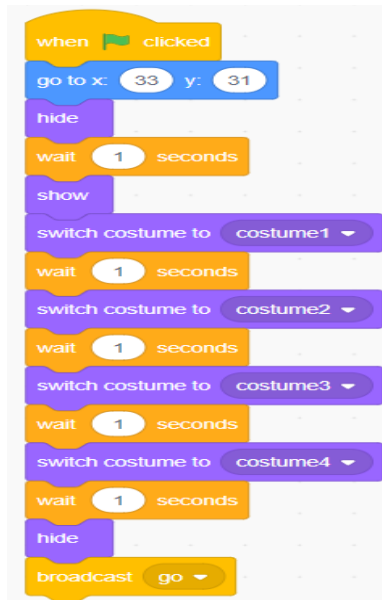 when clicked
go to x: 33 y: 31
hide
wait 1 seconds
show
switch costume to costume1
wait 1 seconds
switch costume to costume2
wait 1 seconds
switch costume to costume3
wait 1 seconds
switch costume to costume4
wait 1 seconds
hide
broadcast go